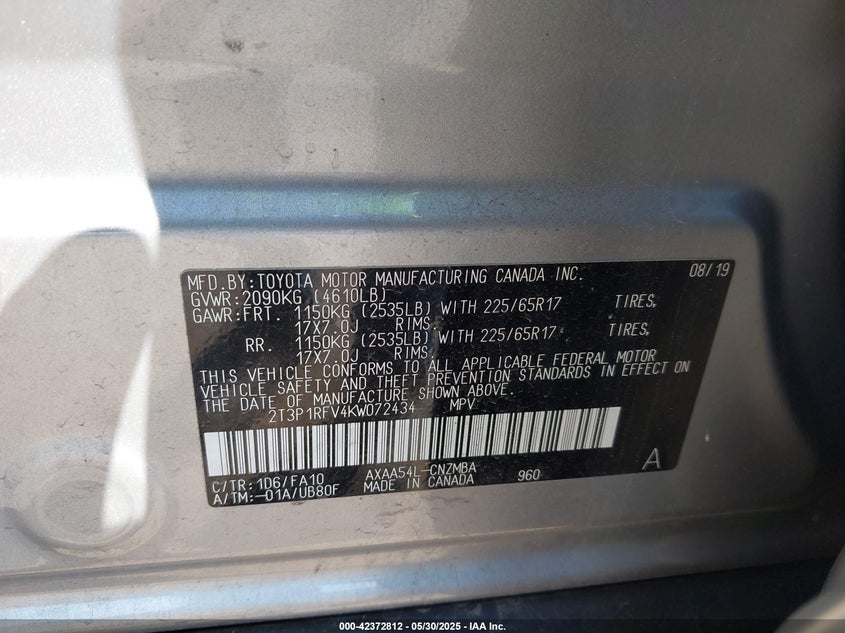 MFD.BY:TOYOTA MOTOR MANUFACTURING CANADA INC. 08/19
GVWR:2090KG (4610LB)
GAWR:FRT. 1150KG (2535LB) WITH 225/65R17 TIRES,
17X7.0J RIMS.
RR. 1150KG (2535LB) WITH 225/65R17 TIRES,
17X7.0J RIMS.
THIS VEHICLE CONFORMS TO ALL APPLICABLE FEDERAL MOTOR
VEHICLE SAFETY AND THEFT PREVENTION STANDARDS IN EFFECT ON
THE DATE OF MANUFACTURE SHOWN ABOVE.
2T3P1RFV4KW072434 MPV
A
C/TR:1D6/FA10 AXAA54L-CNZMBA 960
A/TM:-01A/UB80F MADE IN CANADA
000-42372812 - 05/30/2025 - IAA Inc.